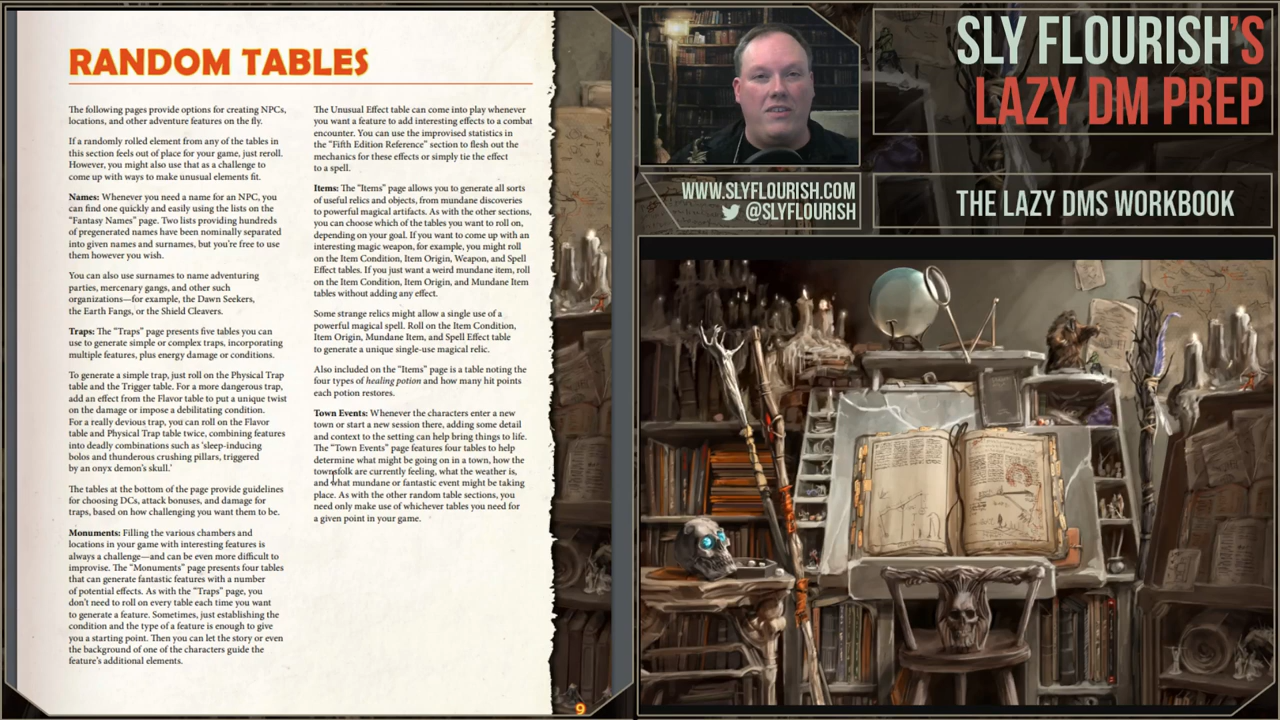 RANDOM TABLES
The following pages provide options for creating NPCs,
locations, and other adventure features on the fly.
If a randomly rolled element from any of the tables in
this section feels out of place for your game, just reroll.
However, you might also use that as a challenge to
come up with ways to make unusual elements fit.
Names: Whenever you need a name for an NPC, you
can find one quickly and easily using the lists on the
“Fantasy Names” page. Two lists providing hundreds
of pregenerated names have been nominally separated
into given names and surnames, but you’re free to use
them however you wish.
You can also use surnames to name adventuring
parties, mercenary gangs, and other such
organizations—for example, the Dawn Seekers,
the Earth Fangs, or the Shield Cleavers.
Traps: The “Traps” page presents five tables you can
use to generate simple or complex traps, incorporating
multiple features, plus energy damage or conditions.
To generate a simple trap, just roll on the Physical Trap
table and the Trigger table. For a more dangerous trap,
add an effect from the Flavor table to put a unique twist
on the damage or impose a debilitating condition.
For a really devious trap, you can roll on the Flavor
table and Physical Trap table twice, combining features
into deadly combinations such as ‘sleep-inducing
bolos and thunderous crushing pillars, triggered
by an onyx demon’s skull.’
The tables at the bottom of the page provide guidelines
for choosing DCs, attack bonuses, and damage for
traps, based on how challenging you want them to be.
Monuments: Filling the various chambers and
locations in your game with interesting features is
always a challenge—and can be even more difficult to
improvise. The “Monuments” page presents four tables
that can generate fantastic features with a number
of potential effects. As with the “Traps” page, you
don’t need to roll on every table each time you want
to generate a feature. Sometimes, just establishing the
condition and the type of a feature is enough to give
you a starting point. Then you can let the story or even
the background of one of the characters guide the
feature’s additional elements.
The Unusual Effect table can come into play whenever
you want a feature to add interesting effects to a combat
encounter. You can use the improvised statistics in
the “Fifth Edition Reference” section to flesh out the
mechanics for these effects or simply tie the effect
to a spell.
Items: The “Items” page allows you to generate all sorts
of useful relics and objects, from mundane discoveries
to powerful magical artifacts. As with the other sections,
you can choose which of the tables you want to roll on,
depending on your goal. If you want to come up with an
interesting magic weapon, for example, you might roll
on the Item Condition, Item Origin, Weapon, and Spell
Effect tables. If you just want a weird mundane item, roll
on the Item Condition, Item Origin, and Mundane Item
tables without adding any effect.
Some strange relics might allow a single use of a
powerful magical spell. Roll on the Item Condition,
Item Origin, Mundane Item, and Spell Effect table
to generate a unique single-use magical relic.
Also included on the “Items” page is a table noting the
four types of healing potion and how many hit points
each potion restores.
Town Events: Whenever the characters enter a new
town or start a new session there, adding some detail
and context to the setting can help bring things to life.
The “Town Events” page features four tables to help
determine what might be going on in a town, how the
townsfolk are currently feeling, what the weather is,
and what mundane or fantastic event might be taking
place. As with the other random table sections, you
need only make use of whichever tables you need for
a given point in your game.
9
SLY FLOURISH’S
LAZY DM PREP
WWW.SLYFLOURISH.COM
@SLYFLOURISH
THE LAZY DMS WORKBOOK